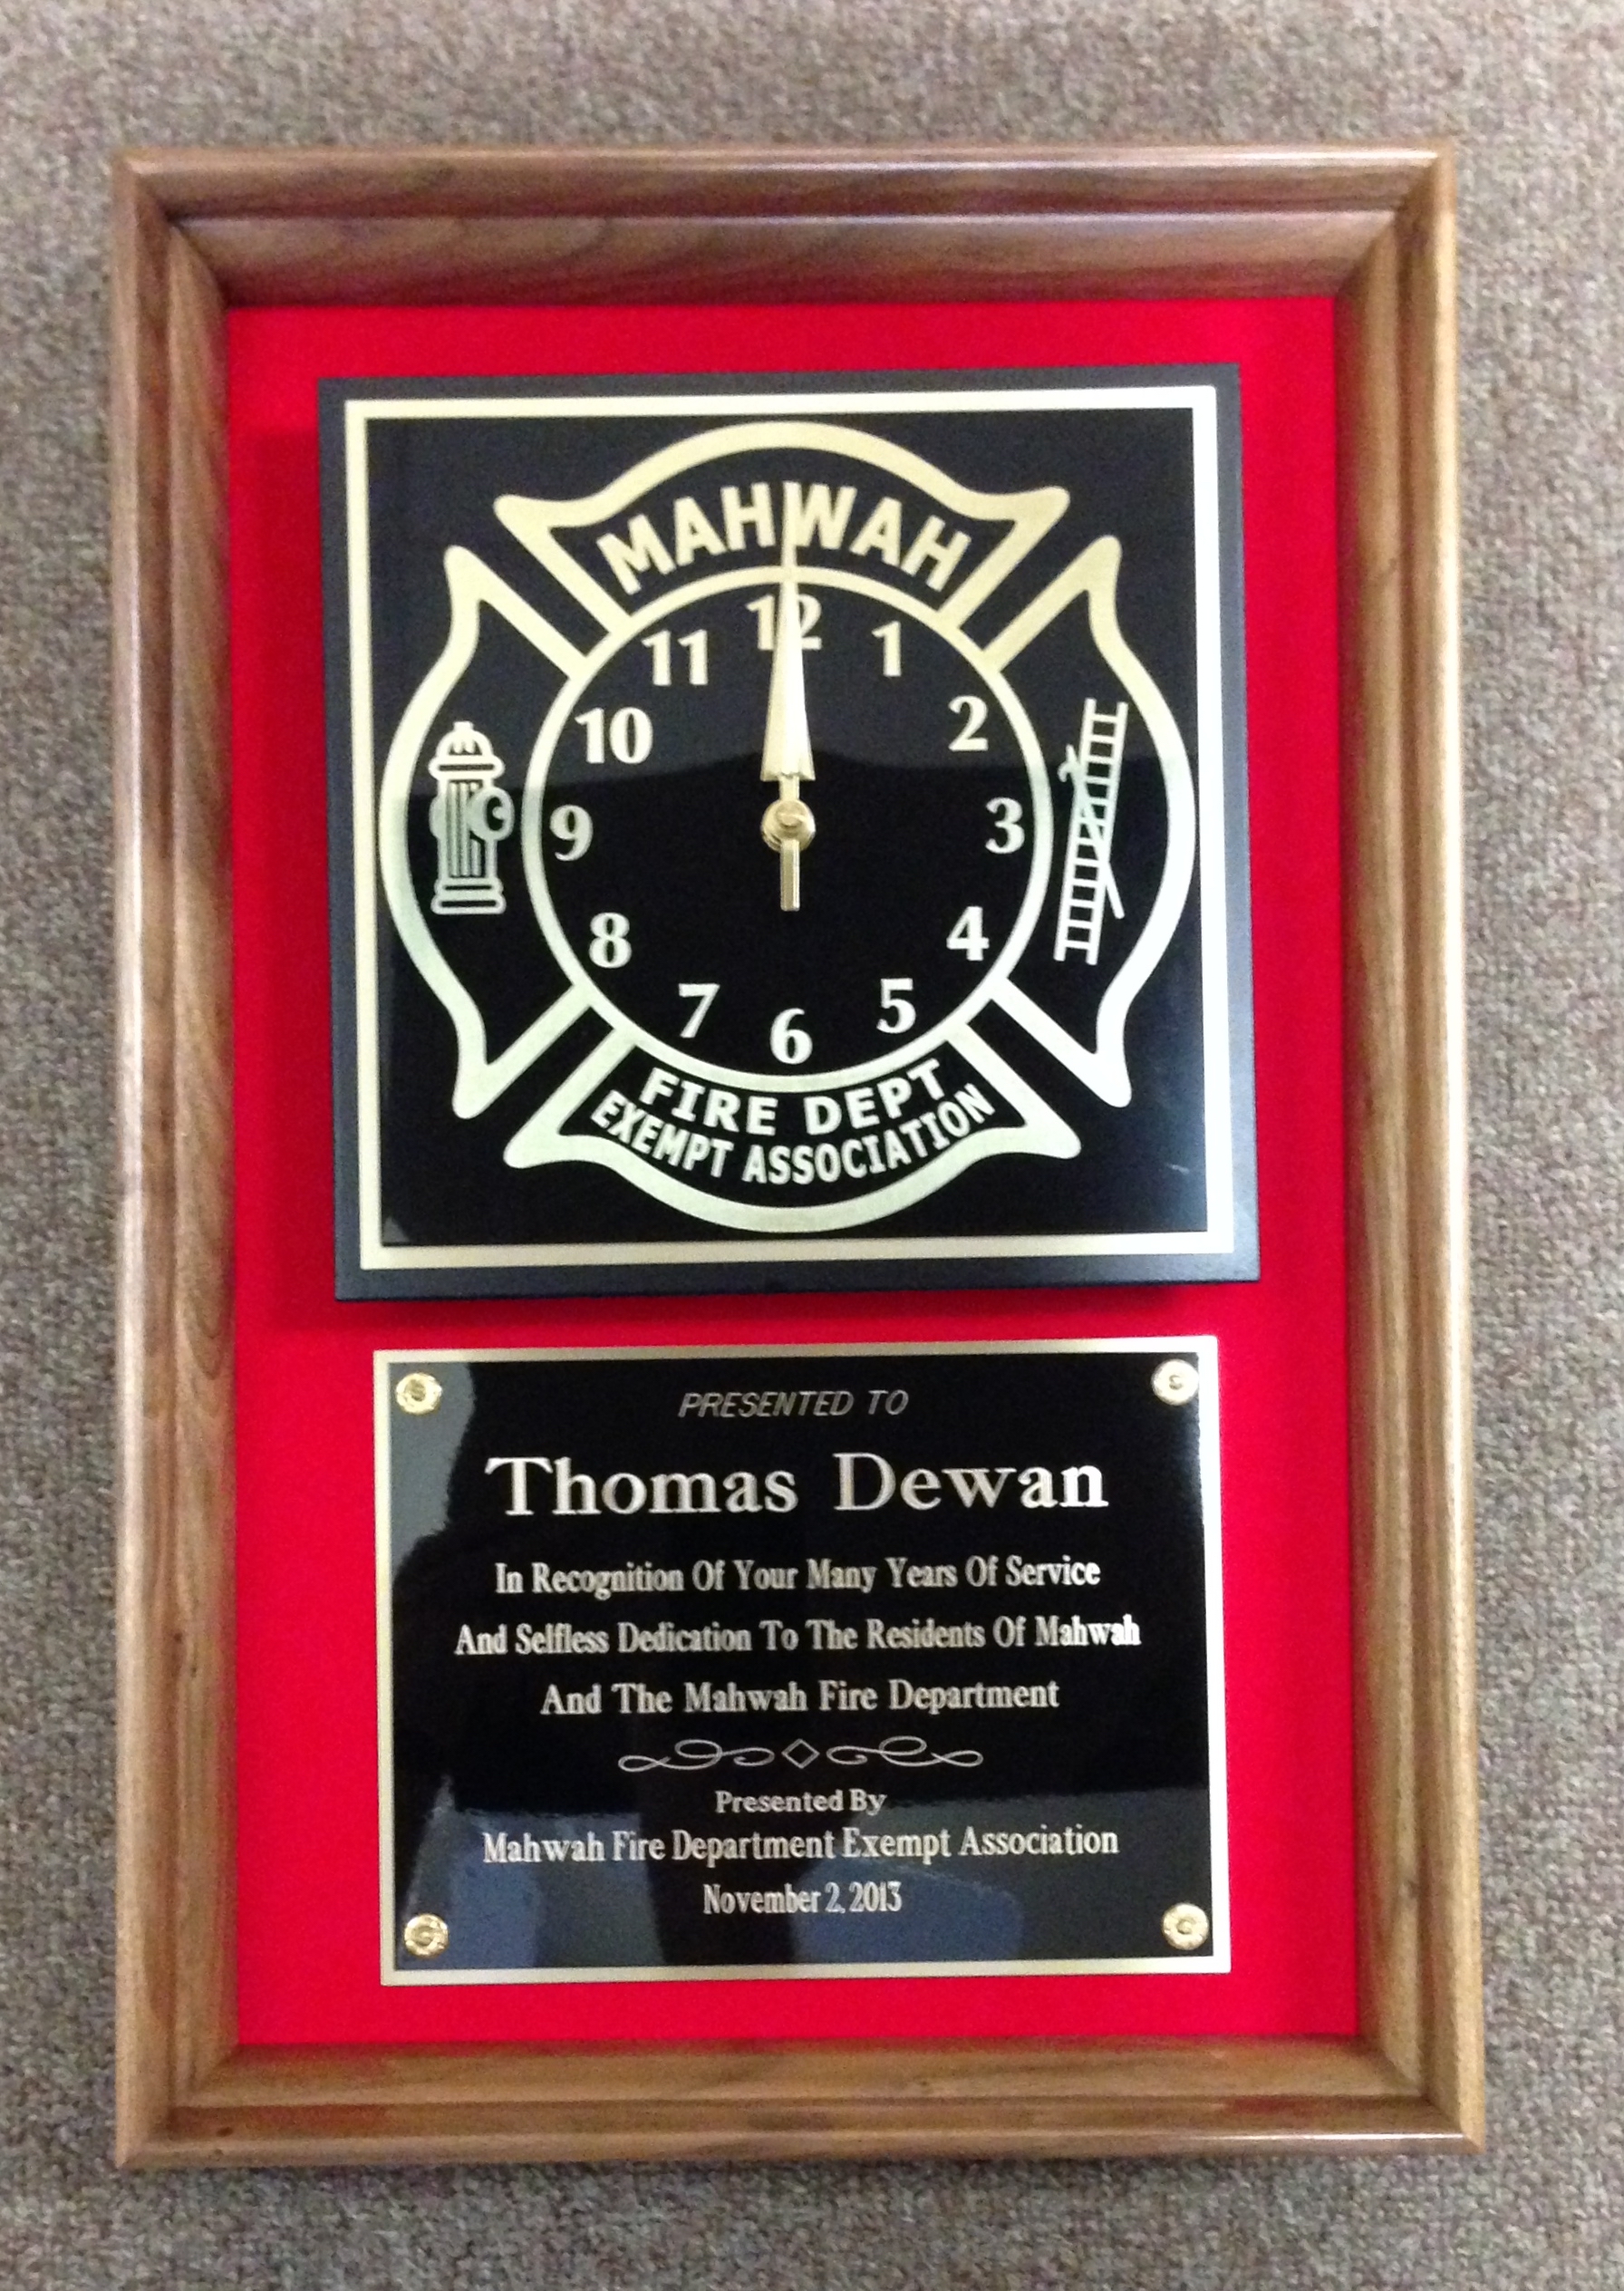 MAHWAH
12
11 1
10 2
9 3
8 4
7 5
6
FIRE DEPT
EXEMPT ASSOCIATION
PRESENTED TO
Thomas Dewan
In Recognition Of Your Many Years Of Service
And Selfless Dedication To The Residents Of Mahwah
And The Mahwah Fire Department
Presented By
Mahwah Fire Department Exempt Association
November 2, 2013